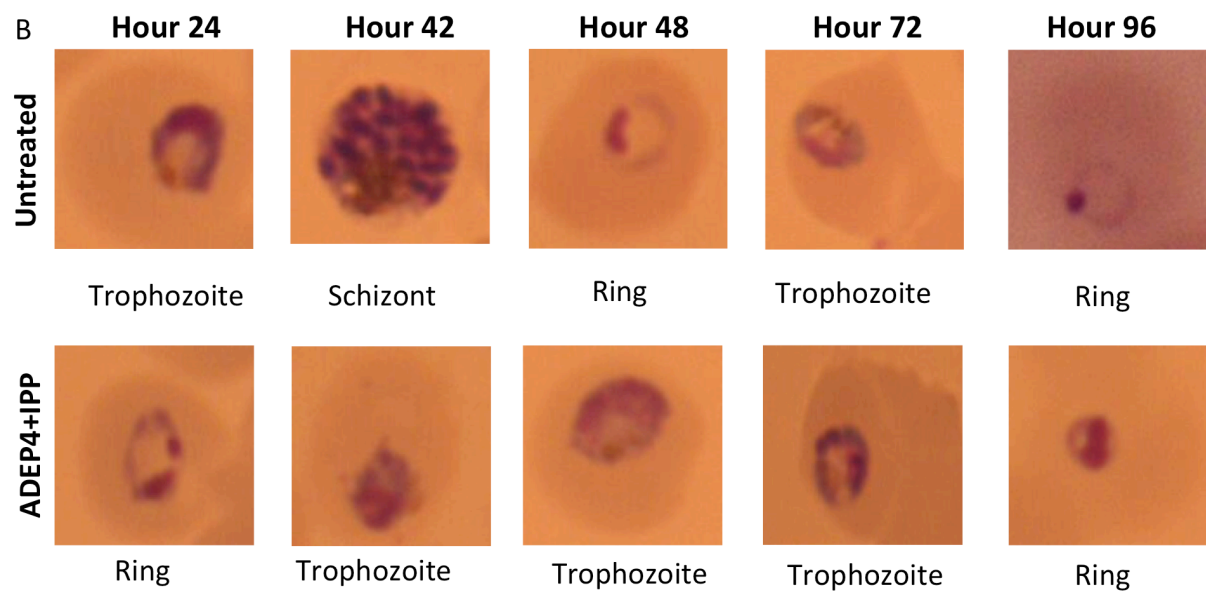 B
Hour 24
Hour 42
Hour 48
Hour 72
Hour 96
Untreated
Trophozoite
Schizont
Ring
Trophozoite
Ring
ADEP4+IPP
Ring
Trophozoite
Trophozoite
Trophozoite
Ring